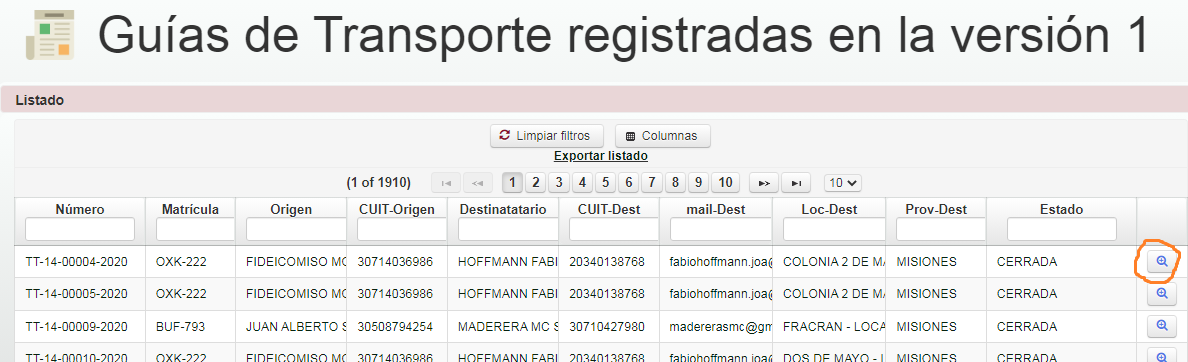 Guías de Transporte registradas en la versión 1
Listado
Limpiar filtros Columnas
Exportar listado
(1 of 1910) 1 2 3 4 5 6 7 8 9 10 10
Número Matrícula Origen CUIT-Origen Destinatatario CUIT-Dest mail-Dest Loc-Dest Prov-Dest Estado
TT-14-00004-2020 OXK-222 FIDEICOMISO MO 30714036986 HOFFMANN FABI 20340138768 fabiohoffmann.joa@ COLONIA 2 DE MA MISIONES CERRADA
TT-14-00005-2020 OXK-222 FIDEICOMISO MO 30714036986 HOFFMANN FABI 20340138768 fabiohoffmann.joa@ COLONIA 2 DE MA MISIONES CERRADA
TT-14-00009-2020 BUF-793 JUAN ALBERTO S 30508794254 MADERERA MC S 30710427980 madererasmc@gm FRACRAN - LOCA MISIONES CERRADA
TT-14-00010-2020 OXK-222 FIDEICOMISO MO 30714036986 HOFFMANN FABI 20340138768 fabiohoffmann.joa@ DOS DE MAYO - L MISIONES CERRADA